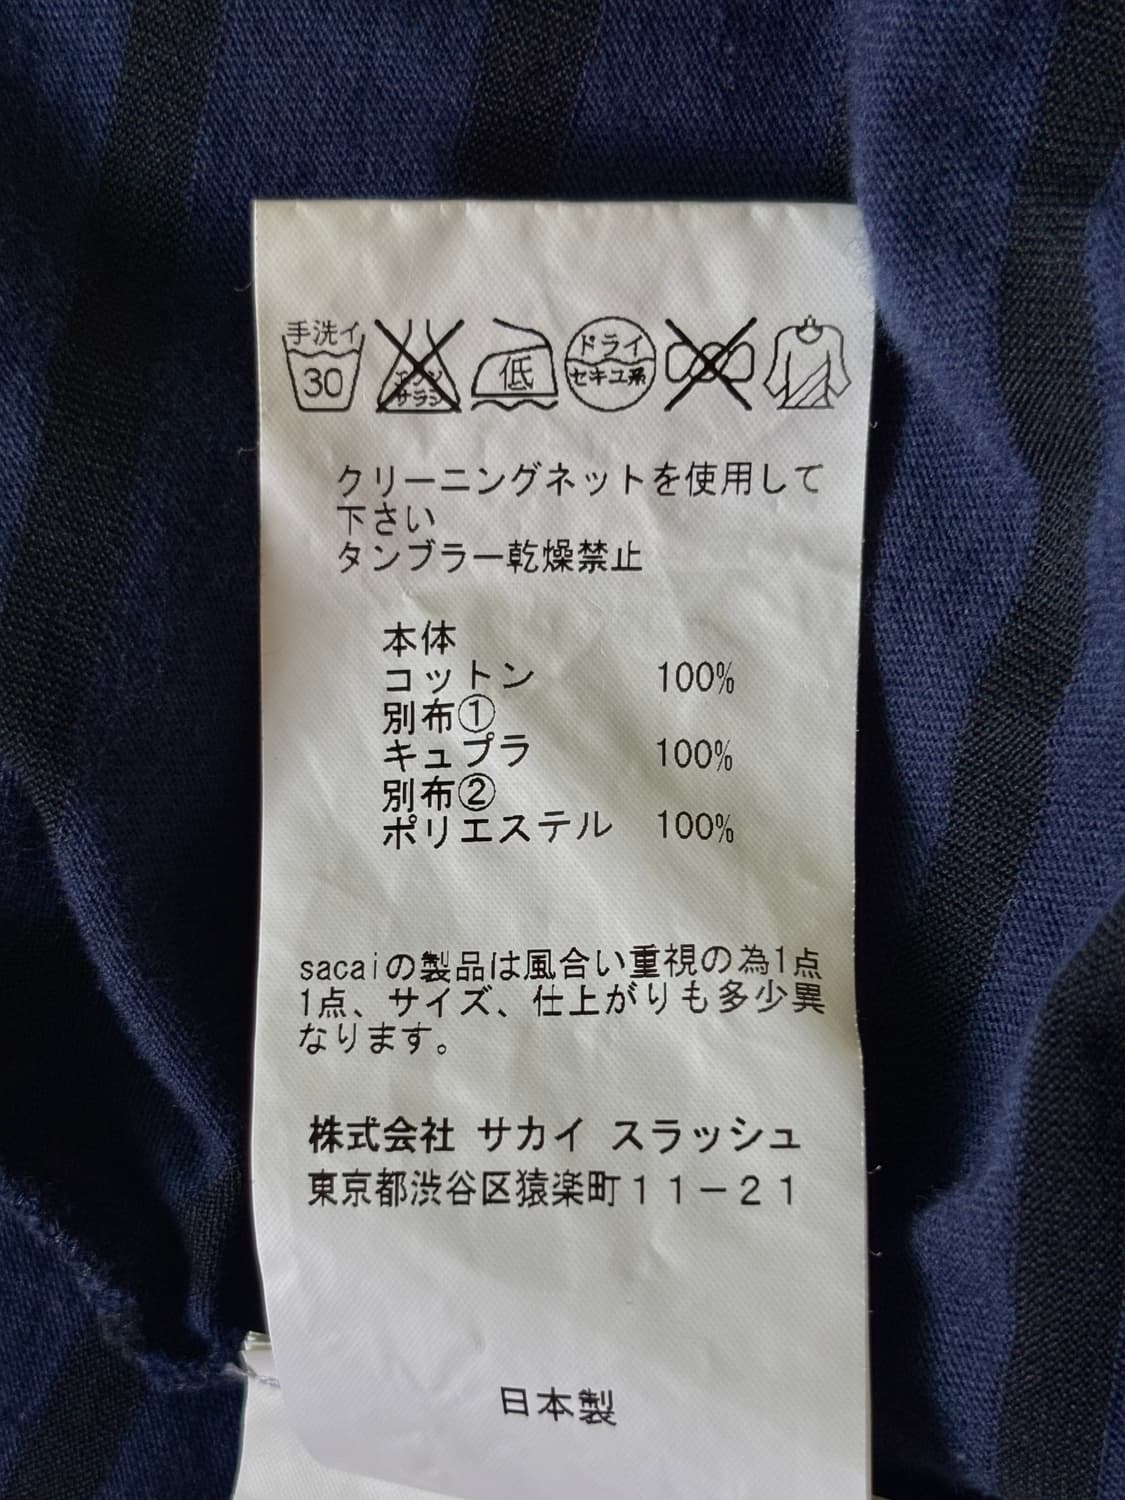 手洗イ
30
エンソ
サラシ
低
ドライ
セキユ系
クリーニングネットを使用して
下さい
タンブラー乾燥禁止
本体
コットン 100%
別布①
キュプラ 100%
別布②
ポリエステル 100%
sacaiの製品は風合い重視の為1点
1点、サイズ、仕上がりも多少異
なります。
株式会社 サカイ スラッシュ
東京都渋谷区猿楽町11-21
日本製